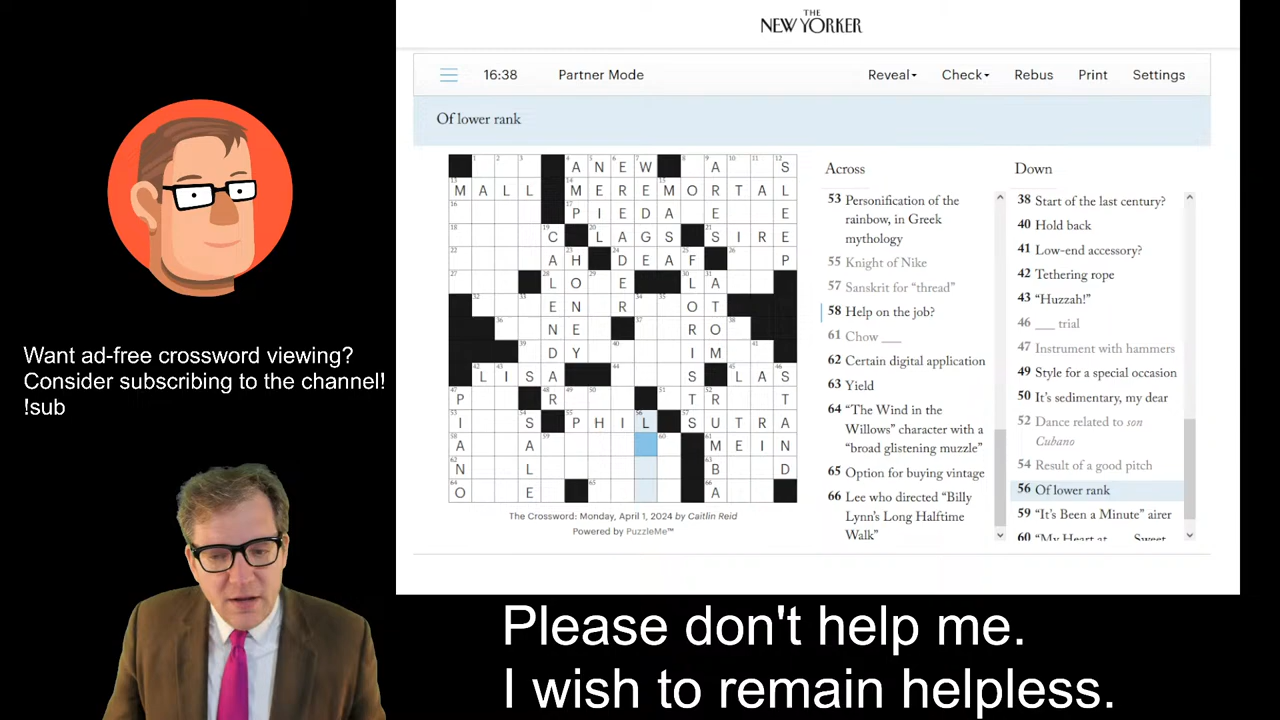 THE
NEW YORKER
16:38 Partner Mode Reveal Check Rebus Print Settings
Of lower rank
Across
53 Personification of the
rainbow, in Greek
mythology
55 Knight of Nike
57 Sanskrit for “thread”
58 Help on the job?
61 Chow ___
62 Certain digital application
63 Yield
64 “The Wind in the
Willows” character with a
“broad glistening muzzle”
65 Option for buying vintage
66 Lee who directed “Billy
Lynn’s Long Halftime
Walk”
Down
38 Start of the last century?
40 Hold back
41 Low-end accessory?
42 Tethering rope
43 “Huzzah!”
46 ___ trial
47 Instrument with hammers
49 Style for a special occasion
50 It’s sedimentary, my dear
52 Dance related to son
Cubano
54 Result of a good pitch
56 Of lower rank
59 “It’s Been a Minute” airer
60 “My Heart at ___ Sweet
A N E W A S
M A L L M E R E M O R T A L
P I E D A E E
C L A G S S I R E
A H D E A F P
L O E L A
E N R O T
N E R O
D Y I M
L I S A S L A S
P R T R T
I S P H I L S U T R A
A A M E I N
N L B D
O E A
The Crossword: Monday, April 1, 2024 by Caitlin Reid
Powered by PuzzleMe™
Want ad-free crossword viewing?
Consider subscribing to the channel!
!sub
Please don't help me.
I wish to remain helpless.